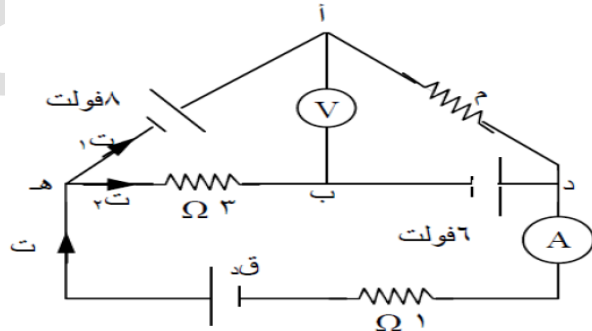 أ
٨فولت
ت١
V
م
هـ
ت٢
٣ Ω
ب
د
٦فولت
ت
قد
A
١ Ω